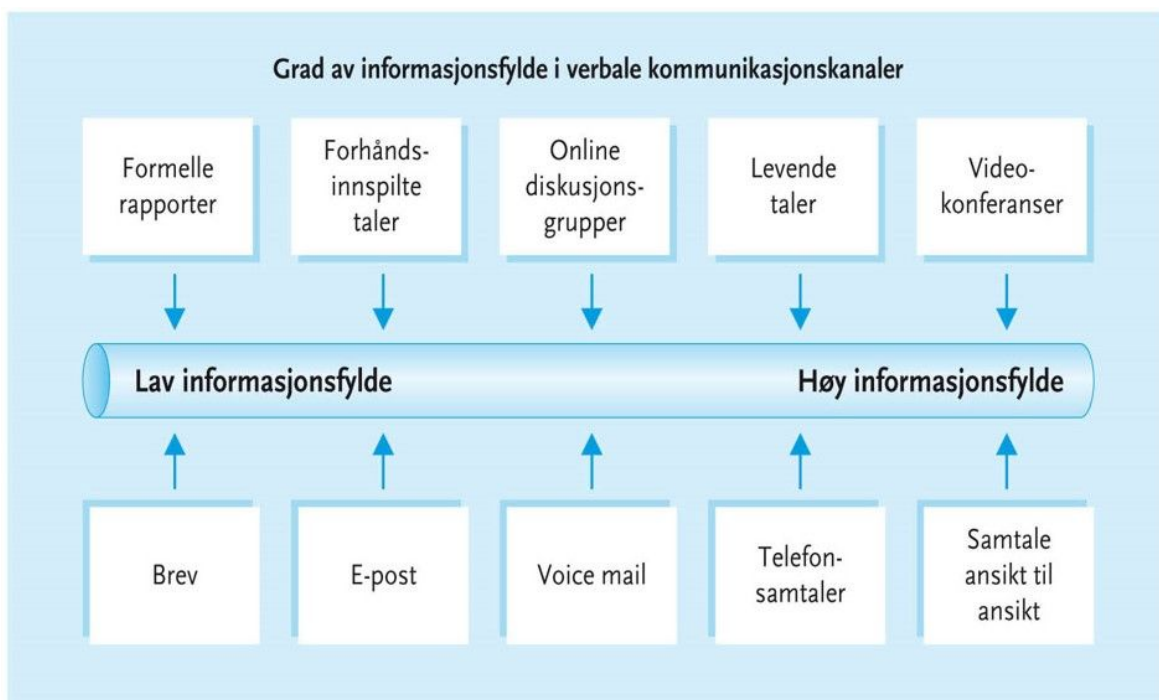 Grad av informasjonsfylde i verbale kommunikasjonskanaler
Formelle
rapporter
Forhånds-
innspilte
taler
Online
diskusjons-
grupper
Levende
taler
Video-
konferanser
Lav informasjonsfylde
Høy informasjonsfylde
Brev
E-post
Voice mail
Telefon-
samtaler
Samtale
ansikt til
ansikt